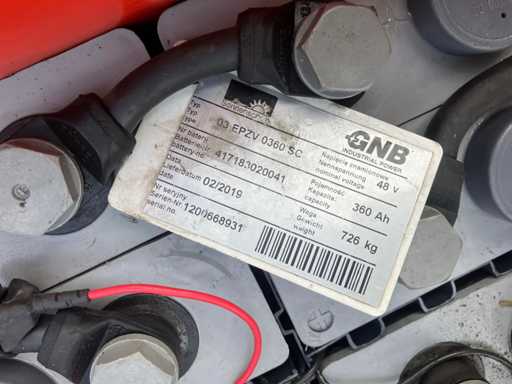 Typ
Type
03 EPZV 0360 SC
Nr baterii
Batterie-nr.
Battery-no.
417183020041
Data
Lieferdatum
Data
02/2019
Nr seryjny
Serien-Nr
serial no.
1200668931
GNB
INDUSTRIAL POWER
Napięcie znamionowe
Nennspannung
nominal voltage
48 V
Pojemność
Kapazität
capacity
360 Ah
Waga
Gewicht
weight
726 kg